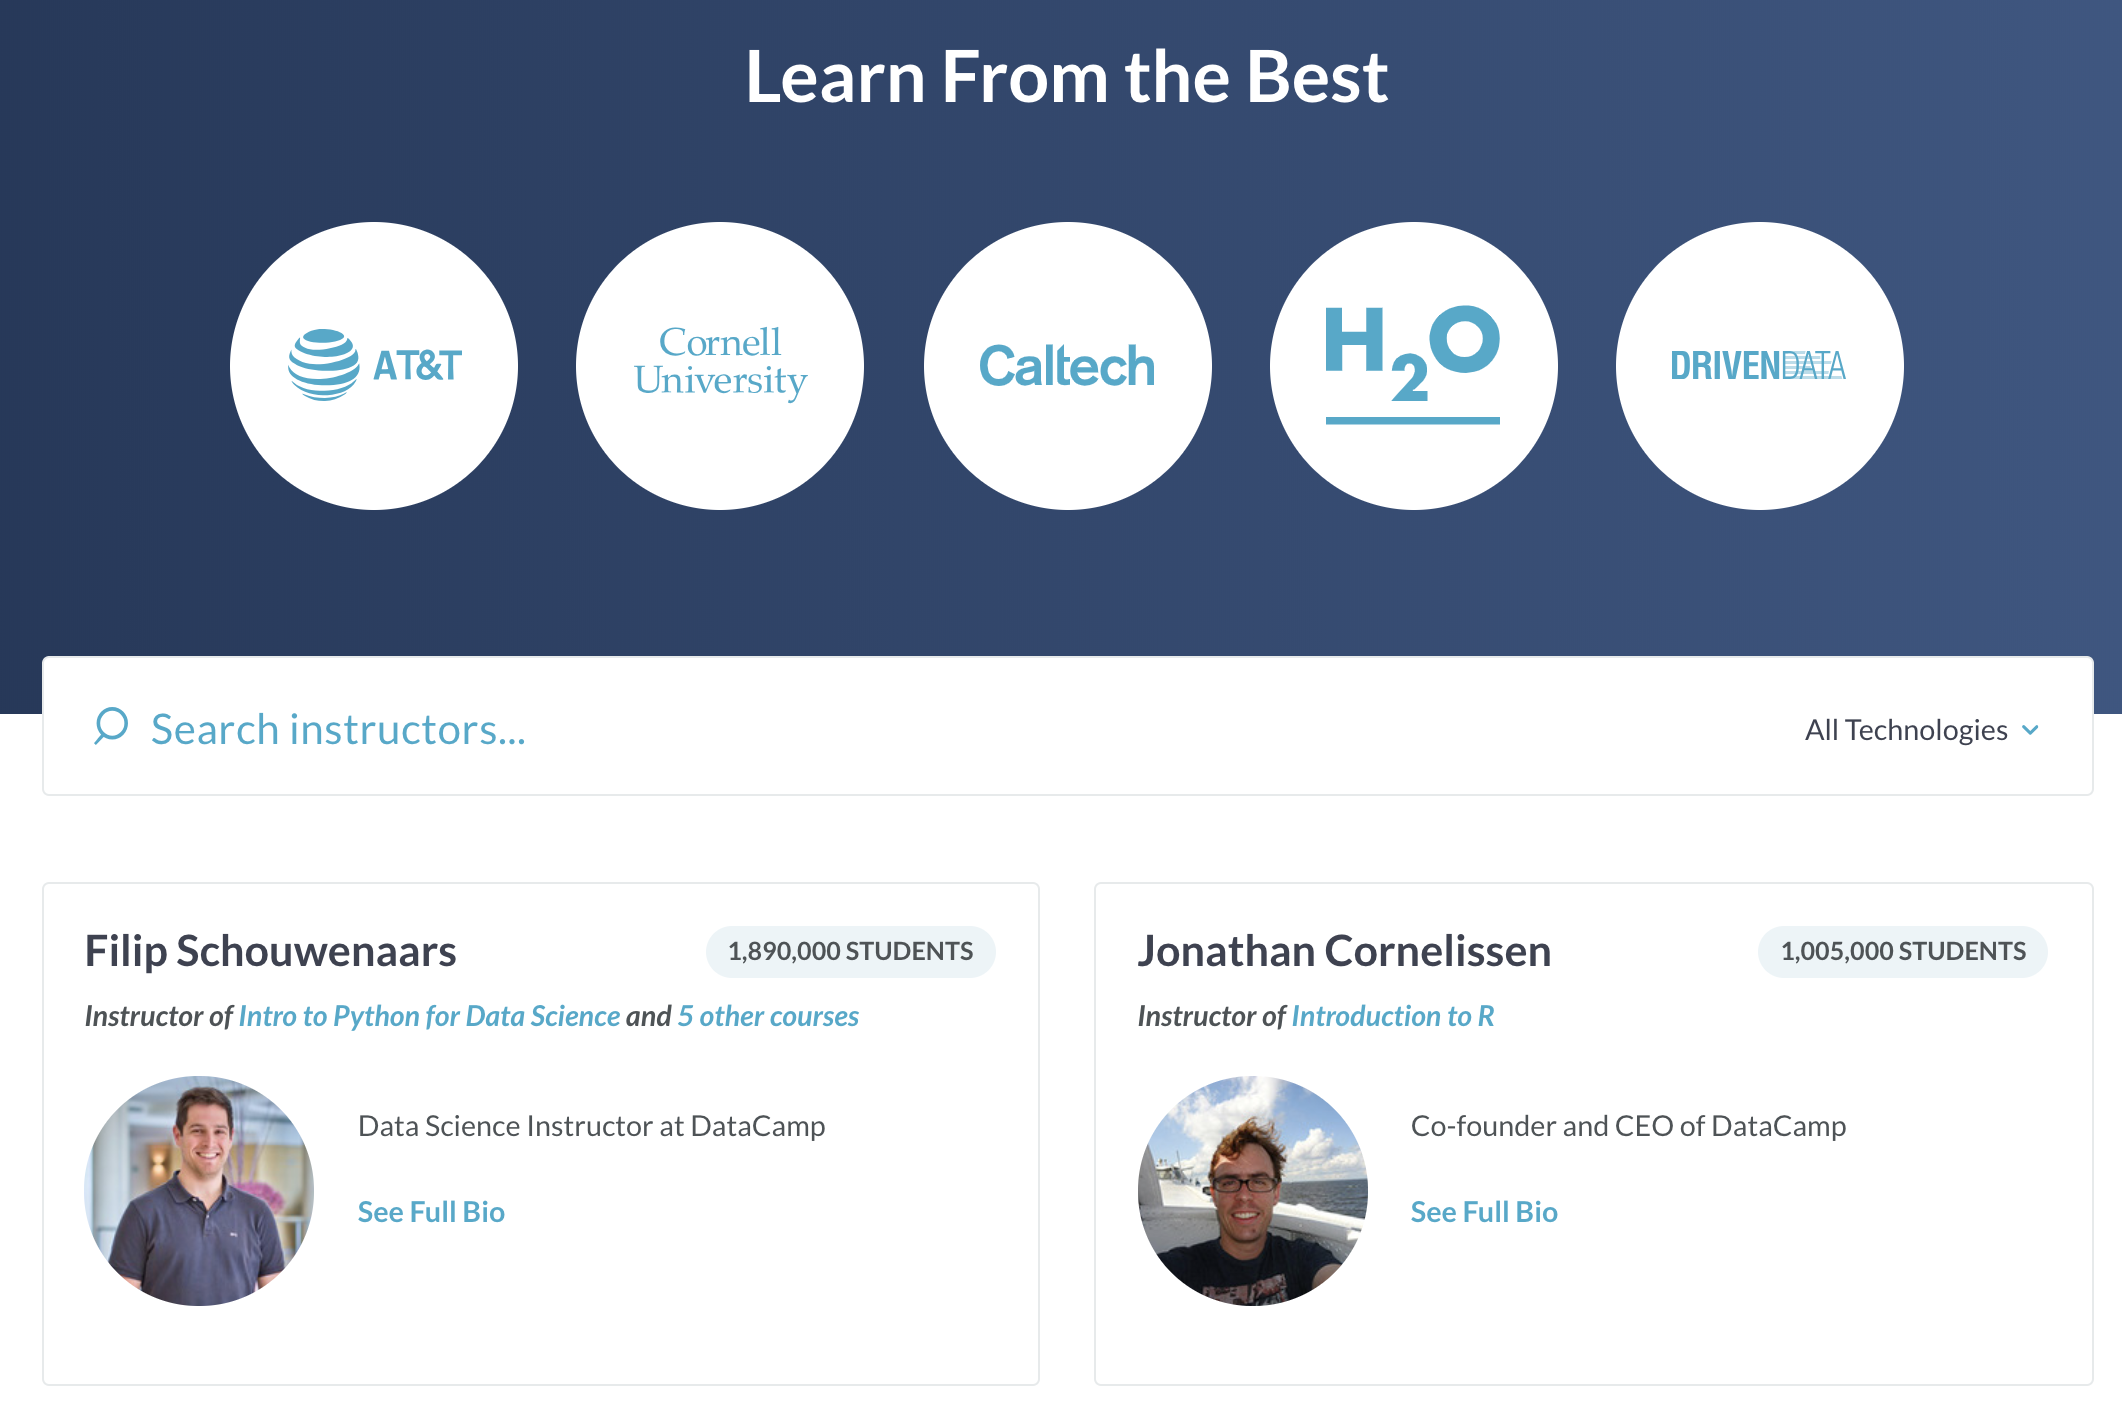 Learn From the Best
AT&T
Cornell
University
Caltech
H2O
DRIVENDATA
Search instructors...
All Technologies
Filip Schouwenaars
1,890,000 STUDENTS
Instructor of Intro to Python for Data Science and 5 other courses
Data Science Instructor at DataCamp
See Full Bio
Jonathan Cornelissen
1,005,000 STUDENTS
Instructor of Introduction to R
Co-founder and CEO of DataCamp
See Full Bio